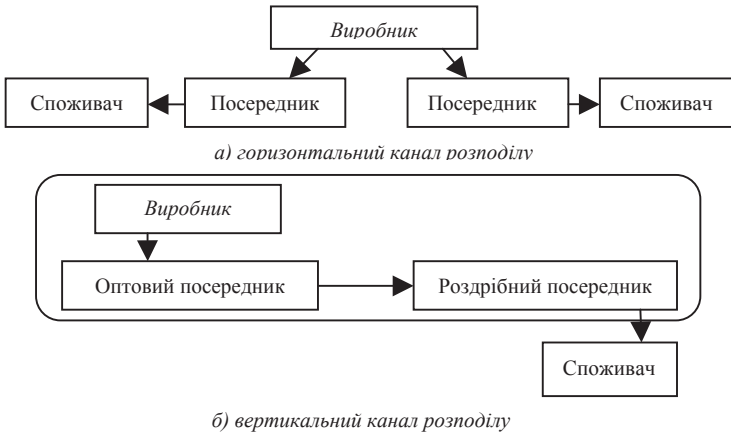 Виробник
Споживач Посередник Посередник Споживач
а) горизонтальний канал розподілу
Виробник
Оптовий посередник Роздрібний посередник
Споживач
б) вертикальний канал розподілу